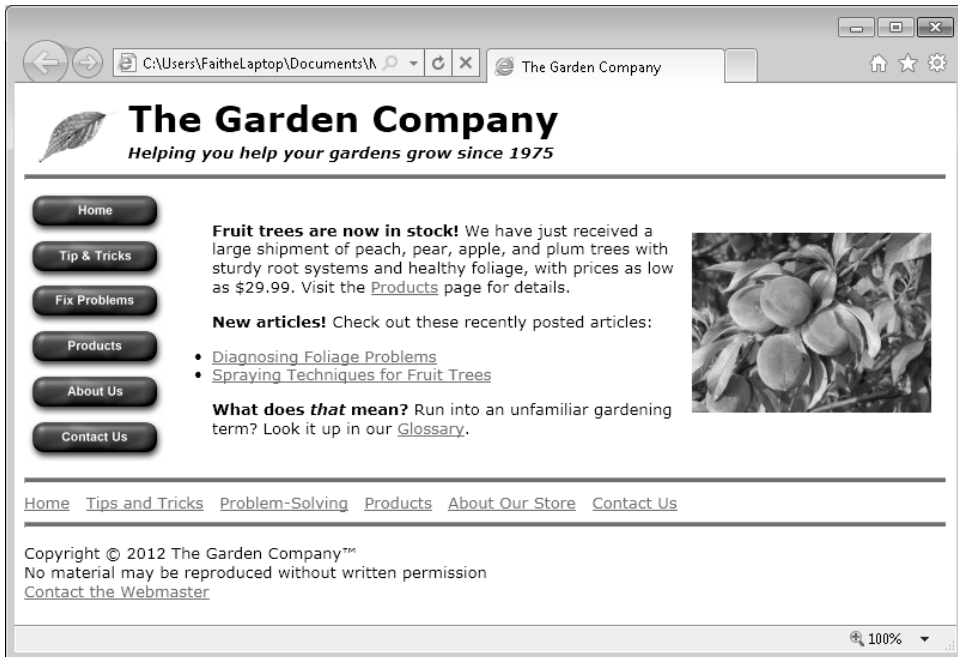 C:\Users\FaitheLaptop\Documents\N
The Garden Company
The Garden Company
Helping you help your gardens grow since 1975
Home
Tip & Tricks
Fix Problems
Products
About Us
Contact Us
Fruit trees are now in stock! We have just received a
large shipment of peach, pear, apple, and plum trees with
sturdy root systems and healthy foliage, with prices as low
as $29.99. Visit the Products page for details.
New articles! Check out these recently posted articles:
• Diagnosing Foliage Problems
• Spraying Techniques for Fruit Trees
What does that mean? Run into an unfamiliar gardening
term? Look it up in our Glossary.
Home Tips and Tricks Problem-Solving Products About Our Store Contact Us
Copyright © 2012 The Garden Company™
No material may be reproduced without written permission
Contact the Webmaster
100%